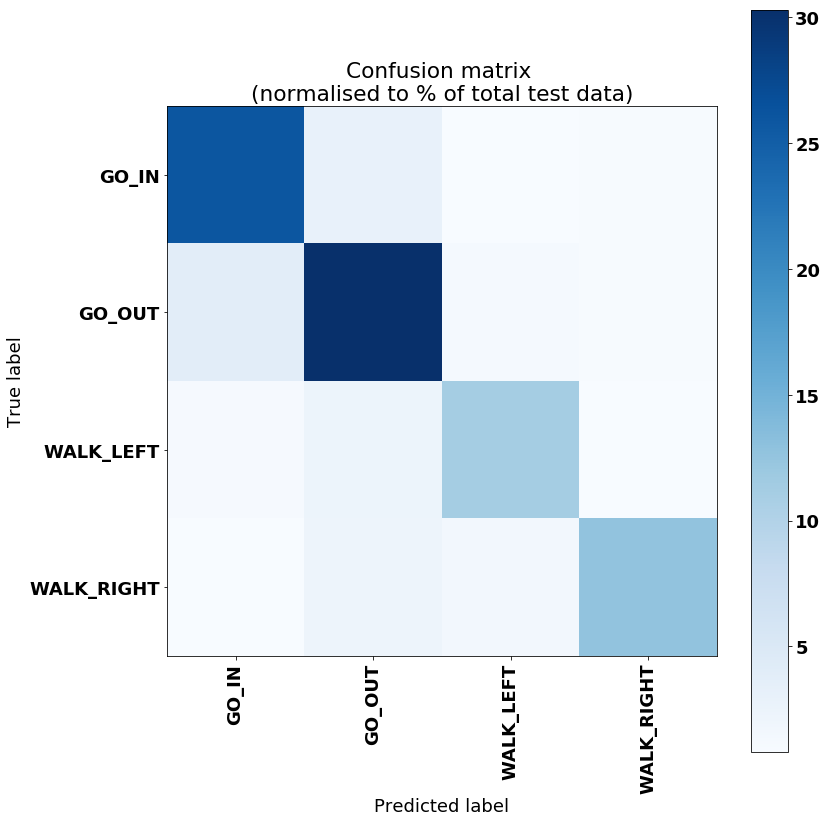 Confusion matrix
(normalised to % of total test data)
30
25
20
15
10
5
True label
GO_IN
GO_OUT
WALK_LEFT
WALK_RIGHT
GO_IN
GO_OUT
WALK_LEFT
WALK_RIGHT
Predicted label